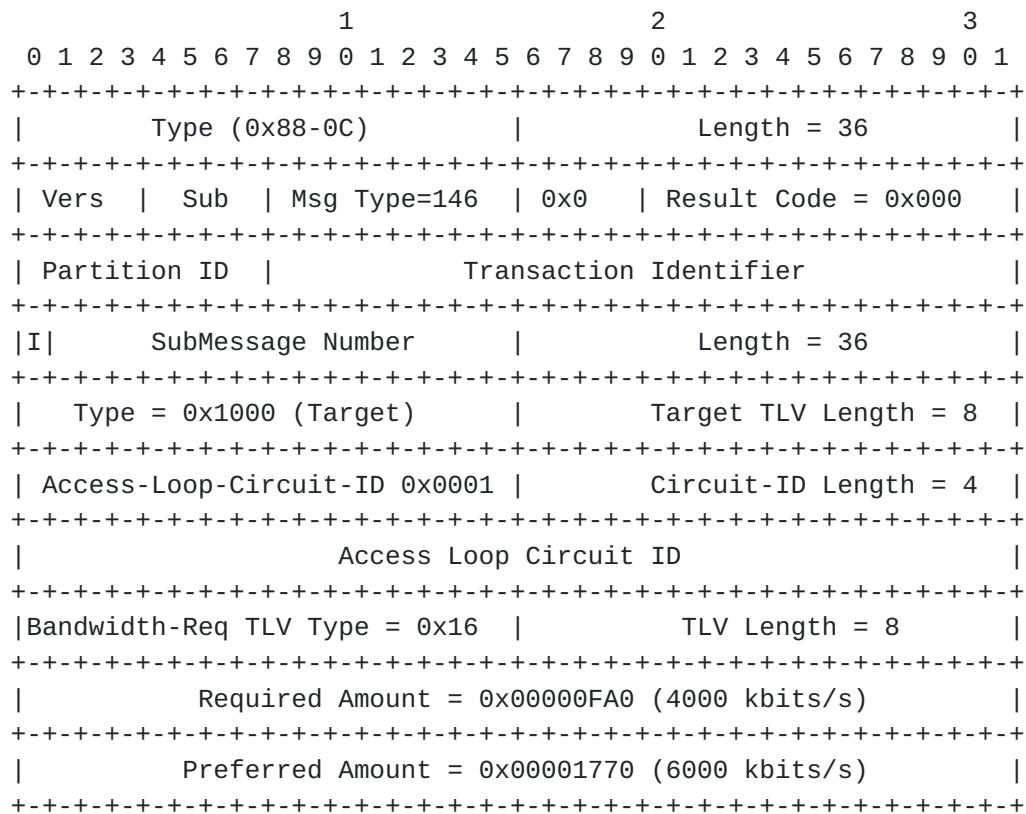 1                   2                   3
 0 1 2 3 4 5 6 7 8 9 0 1 2 3 4 5 6 7 8 9 0 1 2 3 4 5 6 7 8 9 0 1
+-+-+-+-+-+-+-+-+-+-+-+-+-+-+-+-+-+-+-+-+-+-+-+-+-+-+-+-+-+-+-+-+
|        Type (0x88-0C)         |           Length = 36         |
+-+-+-+-+-+-+-+-+-+-+-+-+-+-+-+-+-+-+-+-+-+-+-+-+-+-+-+-+-+-+-+-+
| Vers  |  Sub  | Msg Type=146  | 0x0   | Result Code = 0x000   |
+-+-+-+-+-+-+-+-+-+-+-+-+-+-+-+-+-+-+-+-+-+-+-+-+-+-+-+-+-+-+-+-+
| Partition ID  |            Transaction Identifier             |
+-+-+-+-+-+-+-+-+-+-+-+-+-+-+-+-+-+-+-+-+-+-+-+-+-+-+-+-+-+-+-+-+
|I|      SubMessage Number      |           Length = 36         |
+-+-+-+-+-+-+-+-+-+-+-+-+-+-+-+-+-+-+-+-+-+-+-+-+-+-+-+-+-+-+-+-+
|   Type = 0x1000 (Target)      |        Target TLV Length = 8  |
+-+-+-+-+-+-+-+-+-+-+-+-+-+-+-+-+-+-+-+-+-+-+-+-+-+-+-+-+-+-+-+-+
| Access-Loop-Circuit-ID 0x0001 |        Circuit-ID Length = 4  |
+-+-+-+-+-+-+-+-+-+-+-+-+-+-+-+-+-+-+-+-+-+-+-+-+-+-+-+-+-+-+-+-+
|                    Access Loop Circuit ID                     |
+-+-+-+-+-+-+-+-+-+-+-+-+-+-+-+-+-+-+-+-+-+-+-+-+-+-+-+-+-+-+-+-+
|Bandwidth-Req TLV Type = 0x16  |          TLV Length = 8       |
+-+-+-+-+-+-+-+-+-+-+-+-+-+-+-+-+-+-+-+-+-+-+-+-+-+-+-+-+-+-+-+-+
|           Required Amount = 0x00000FA0 (4000 kbits/s)         |
+-+-+-+-+-+-+-+-+-+-+-+-+-+-+-+-+-+-+-+-+-+-+-+-+-+-+-+-+-+-+-+-+
|          Preferred Amount = 0x00001770 (6000 kbits/s)         |
+-+-+-+-+-+-+-+-+-+-+-+-+-+-+-+-+-+-+-+-+-+-+-+-+-+-+-+-+-+-+-+-+